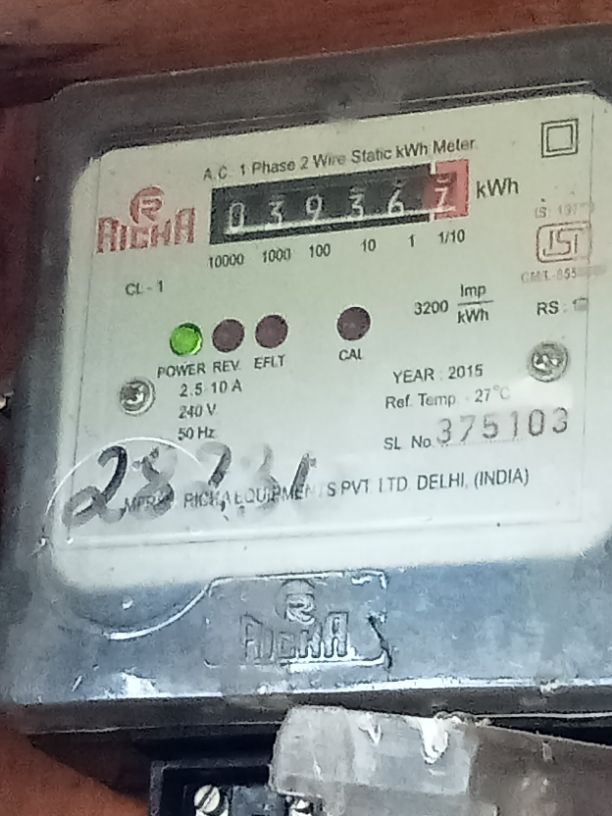 A.C. 1 Phase 2 Wire Static kWh Meter
RICHA
0 3 9 3 6 7 kWh
10000 1000 100 10 1 1/10
CL - 1
ISI
3200 Imp/kWh
RS :
POWER REV. EFLT CAL
2.5-10 A
240 V
50 Hz
YEAR : 2015
Ref. Temp. - 27°C
SL No. 375103
RICHA EQUIPMENTS PVT. LTD. DELHI, (INDIA)
RICHA